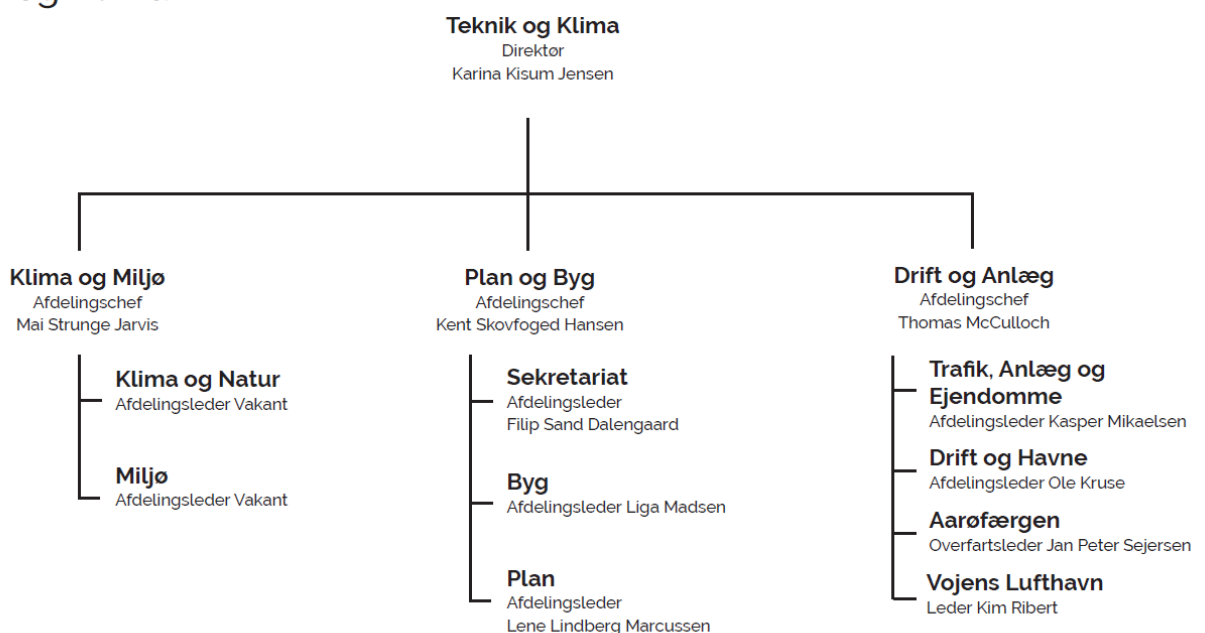 Teknik og Klima
Direktør
Karina Kisum Jensen
Klima og Miljø
Afdelingschef
Mai Strunge Jarvis
Klima og Natur
Afdelingsleder Vakant
Miljø
Afdelingsleder Vakant
Plan og Byg
Afdelingschef
Kent Skovfoged Hansen
Sekretariat
Afdelingsleder
Filip Sand Dalengaard
Byg
Afdelingsleder Liga Madsen
Plan
Afdelingsleder
Lene Lindberg Marcussen
Drift og Anlæg
Afdelingschef
Thomas McCulloch
Trafik, Anlæg og
Ejendomme
Afdelingsleder Kasper Mikaelsen
Drift og Havne
Afdelingsleder Ole Kruse
Aarøfærgen
Overfartsleder Jan Peter Sejersen
Vojens Lufthavn
Leder Kim Ribert